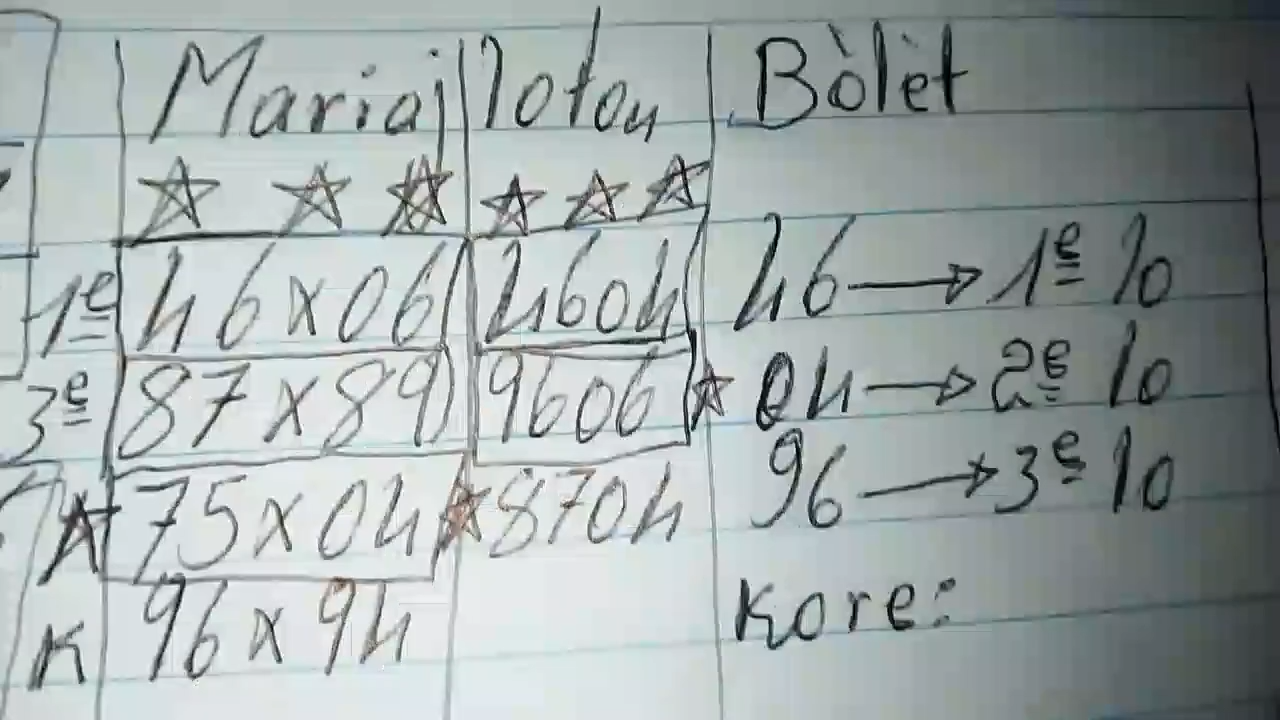 Mariaj lotou Bòlèt
1e 46x06 4604 46 → 1e lo
3e 87x89 9606 04 → 2e lo
75x04 8704 96 → 3e lo
K 96x94 kore: